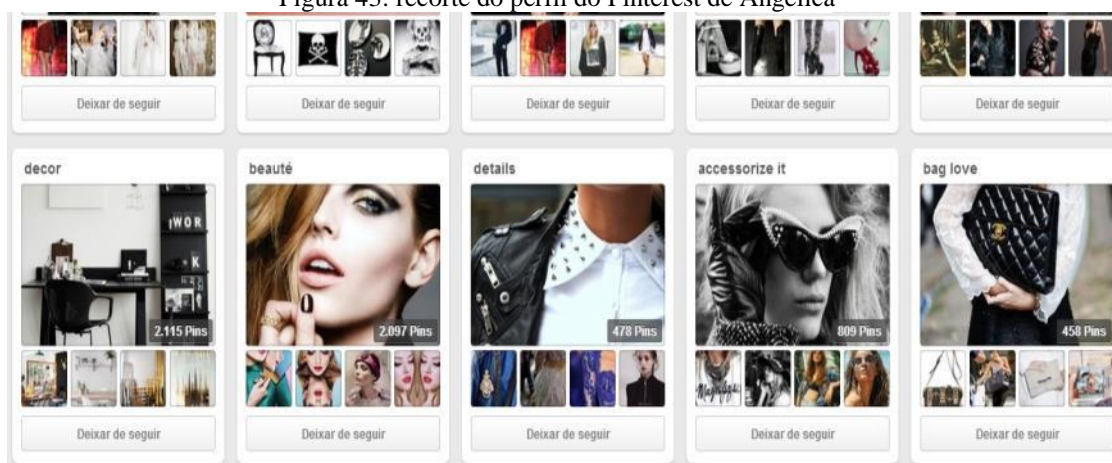 Figura 43: recorte do perfil do Pinterest de Angélica
Deixar de seguir
Deixar de seguir
Deixar de seguir
Deixar de seguir
Deixar de seguir
decor
beauté
details
accessorize it
bag love
WOR
K
2.115 Pins
2.097 Pins
478 Pins
809 Pins
458 Pins
Deixar de seguir
Deixar de seguir
Deixar de seguir
Deixar de seguir
Deixar de seguir